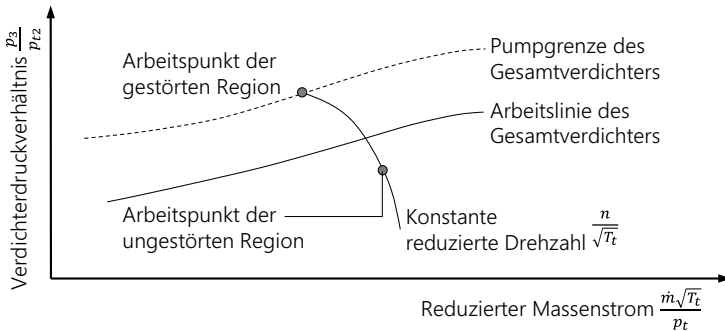 Verdichterdruckverhältnis p₃/pₜ₂
Arbeitspunkt der
gestörten Region
Pumpgrenze des
Gesamtverdichters
Arbeitslinie des
Gesamtverdichters
Arbeitspunkt der
ungestörten Region
Konstante
reduzierte Drehzahl n/√Tₜ
Reduzierter Massenstrom ṁ√Tₜ/pₜ